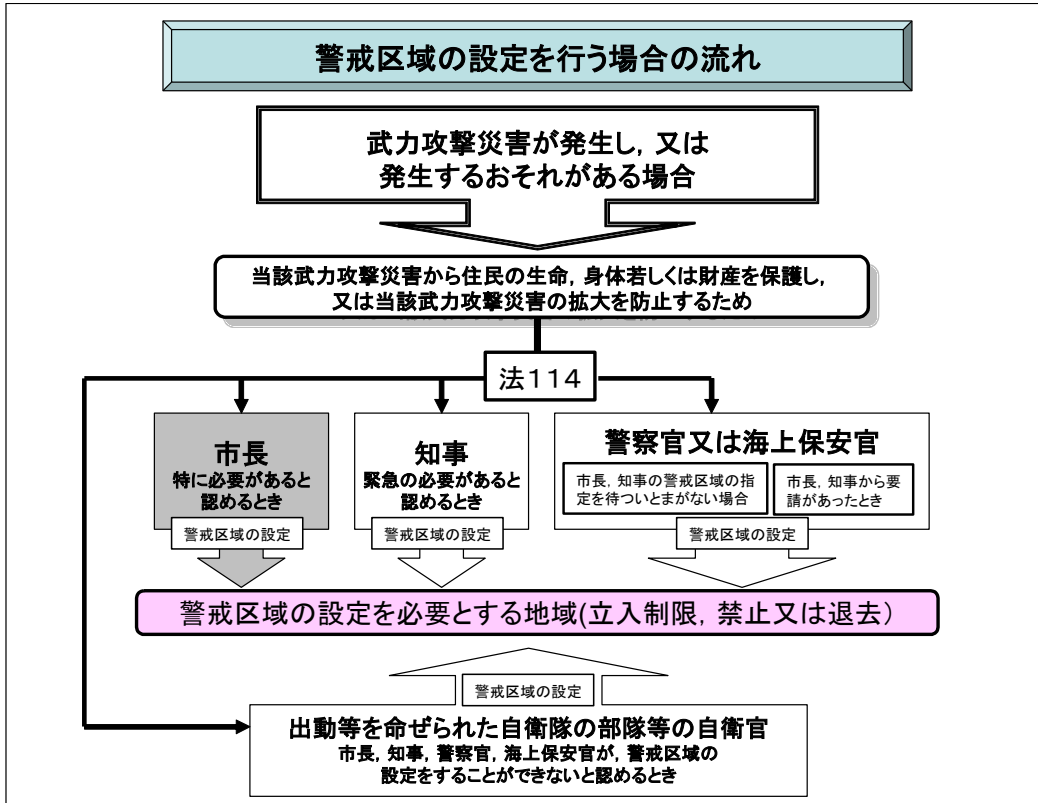 警戒区域の設定を行う場合の流れ
武力攻撃災害が発生し，又は
発生するおそれがある場合
当該武力攻撃災害から住民の生命，身体若しくは財産を保護し，
又は当該武力攻撃災害の拡大を防止するため
法１１４
市長
特に必要があると
認めるとき
警戒区域の設定
知事
緊急の必要があると
認めるとき
警戒区域の設定
警察官又は海上保安官
市長，知事の警戒区域の指
定を待ついとまがない場合
市長，知事から要
請があったとき
警戒区域の設定
警戒区域の設定を必要とする地域(立入制限，禁止又は退去）
警戒区域の設定
出動等を命ぜられた自衛隊の部隊等の自衛官
市長，知事，警察官，海上保安官が，警戒区域の
設定をすることができないと認めるとき